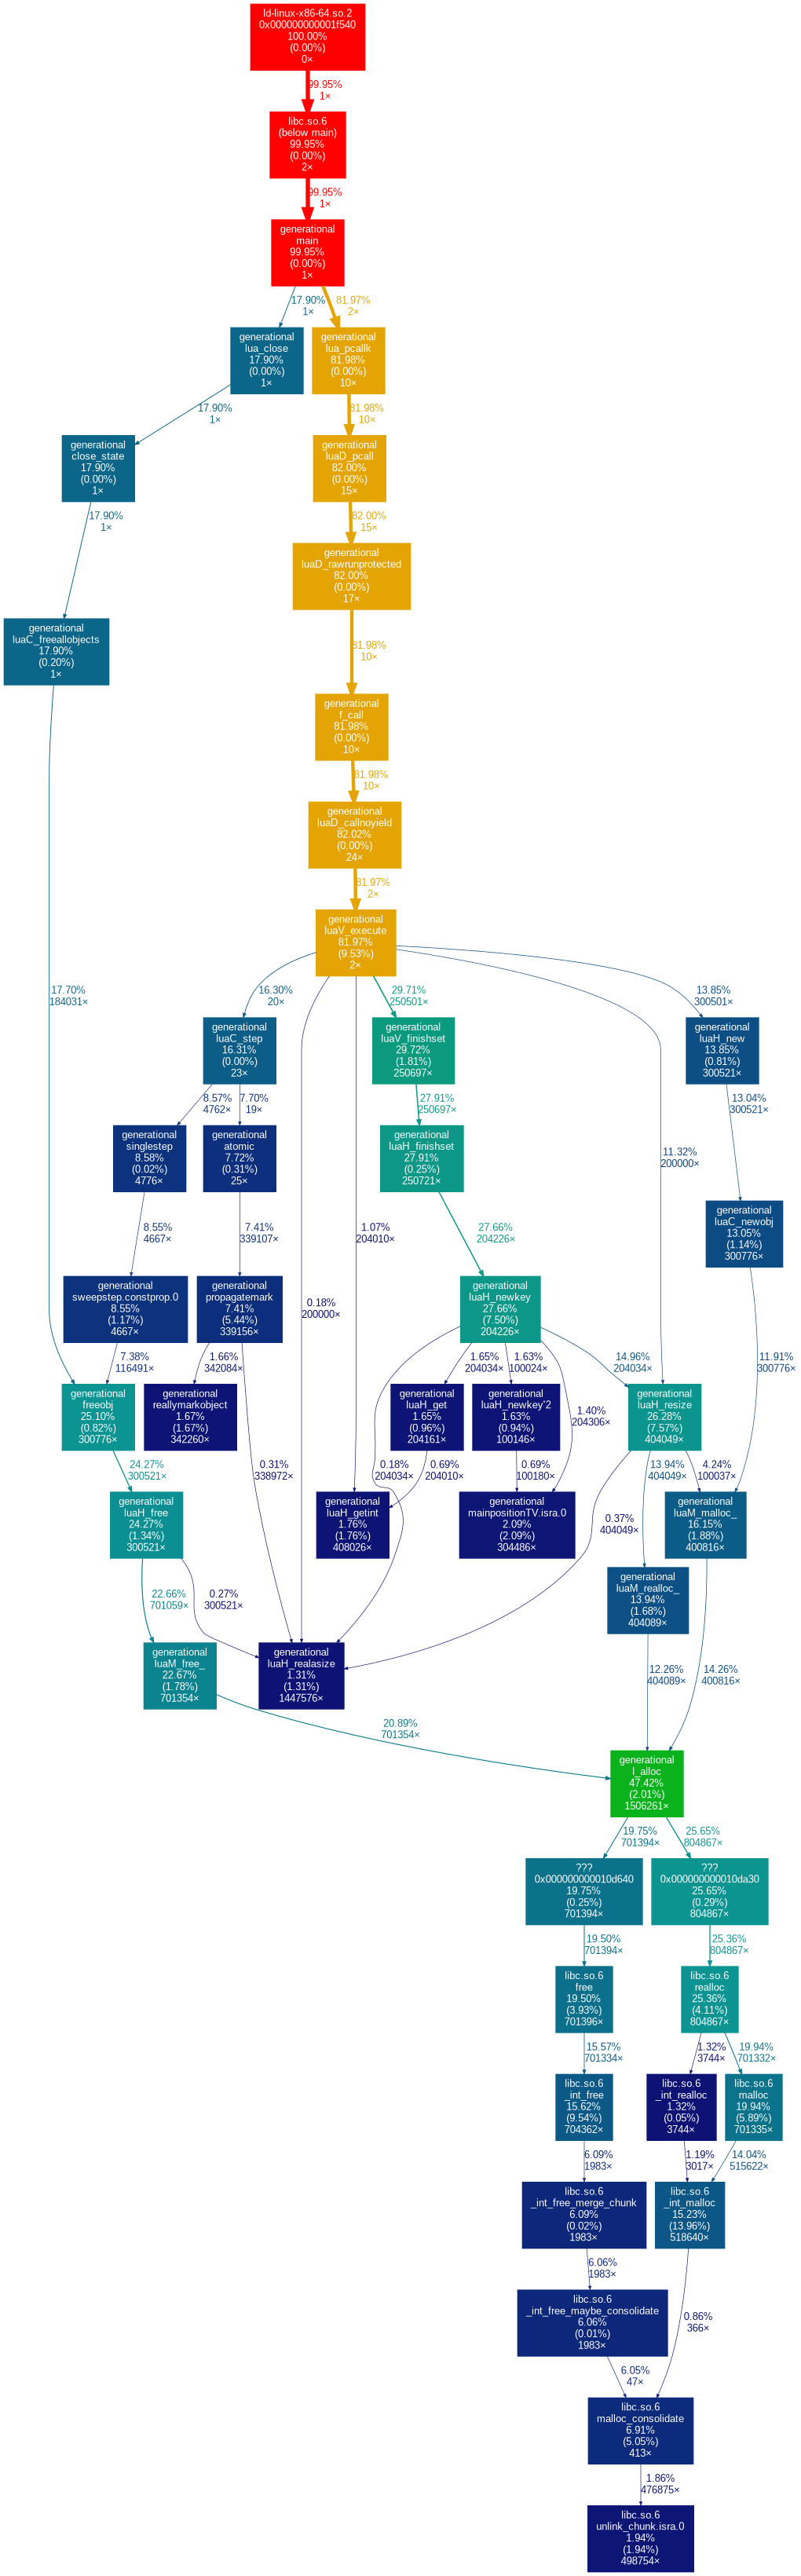 ld-linux-x86-64.so.2
0x000000000001f540
100.00%
(0.00%)
0×
99.95%
1×
libc.so.6
(below main)
99.95%
(0.00%)
2×
99.95%
1×
generational
main
99.95%
(0.00%)
1×
17.90%
1×
81.97%
2×
generational
lua_close
17.90%
(0.00%)
1×
generational
lua_pcallk
81.98%
(0.00%)
10×
17.90%
1×
81.98%
10×
generational
close_state
17.90%
(0.00%)
1×
generational
luaD_pcall
82.00%
(0.00%)
15×
17.90%
1×
82.00%
15×
generational
luaD_rawrunprotected
82.00%
(0.00%)
17×
generational
luaC_freeallobjects
17.90%
(0.20%)
1×
81.98%
10×
generational
f_call
81.98%
(0.00%)
10×
81.98%
10×
generational
luaD_callnoyield
82.02%
(0.00%)
24×
81.97%
2×
generational
luaV_execute
81.97%
(9.53%)
2×
17.70%
184031×
16.30%
20×
29.71%
250501×
13.85%
300501×
generational
luaC_step
16.31%
(0.00%)
23×
generational
luaV_finishset
29.72%
(1.81%)
250697×
generational
luaH_new
13.85%
(0.81%)
300521×
8.57%
4762×
7.70%
19×
27.91%
250697×
13.04%
300521×
generational
singlestep
8.58%
(0.02%)
4776×
generational
atomic
7.72%
(0.31%)
25×
generational
luaH_finishset
27.91%
(0.25%)
250721×
11.32%
200000×
generational
luaC_newobj
13.05%
(1.14%)
300776×
8.55%
4667×
7.41%
339107×
1.07%
204010×
27.66%
204226×
generational
sweepstep.constprop.0
8.55%
(1.17%)
4667×
generational
propagatemark
7.41%
(5.44%)
339156×
0.18%
200000×
generational
luaH_newkey
27.66%
(7.50%)
204226×
7.38%
116491×
1.66%
342084×
1.65%
204034×
1.63%
100024×
14.96%
204034×
11.91%
300776×
generational
freeobj
25.10%
(0.82%)
300776×
generational
reallymarkobject
1.67%
(1.67%)
342260×
generational
luaH_get
1.65%
(0.96%)
204161×
generational
luaH_newkey'2
1.63%
(0.94%)
100146×
1.40%
204306×
generational
luaH_resize
26.28%
(7.57%)
404049×
24.27%
300521×
0.31%
338972×
0.18%
204034×
0.69%
204010×
0.69%
100180×
13.94%
404049×
4.24%
100037×
generational
luaH_free
24.27%
(1.34%)
300521×
generational
luaH_getint
1.76%
(1.76%)
408026×
generational
mainpositionTV.isra.0
2.09%
(2.09%)
304486×
0.37%
404049×
generational
luaM_malloc_
16.15%
(1.88%)
400816×
22.66%
701059×
0.27%
300521×
generational
luaM_realloc_
13.94%
(1.68%)
404089×
generational
luaM_free_
22.67%
(1.78%)
701354×
generational
luaH_realasize
1.31%
(1.31%)
1447576×
12.26%
404089×
14.26%
400816×
20.89%
701354×
generational
l_alloc
47.42%
(2.01%)
1506261×
19.75%
701394×
25.65%
804867×
???
0x000000000010d640
19.75%
(0.25%)
701394×
???
0x000000000010da30
25.65%
(0.29%)
804867×
19.50%
701394×
25.36%
804867×
libc.so.6
free
19.50%
(3.93%)
701396×
libc.so.6
realloc
25.36%
(4.11%)
804867×
15.57%
701334×
1.32%
3744×
19.94%
701332×
libc.so.6
_int_free
15.62%
(9.54%)
704362×
libc.so.6
_int_realloc
1.32%
(0.05%)
3744×
libc.so.6
malloc
19.94%
(5.89%)
701335×
6.09%
1983×
1.19%
3017×
14.04%
515622×
libc.so.6
_int_free_merge_chunk
6.09%
(0.02%)
1983×
libc.so.6
_int_malloc
15.23%
(13.96%)
518640×
6.06%
1983×
libc.so.6
_int_free_maybe_consolidate
6.06%
(0.01%)
1983×
0.86%
366×
6.05%
47×
libc.so.6
malloc_consolidate
6.91%
(5.05%)
413×
1.86%
476875×
libc.so.6
unlink_chunk.isra.0
1.94%
(1.94%)
498754×